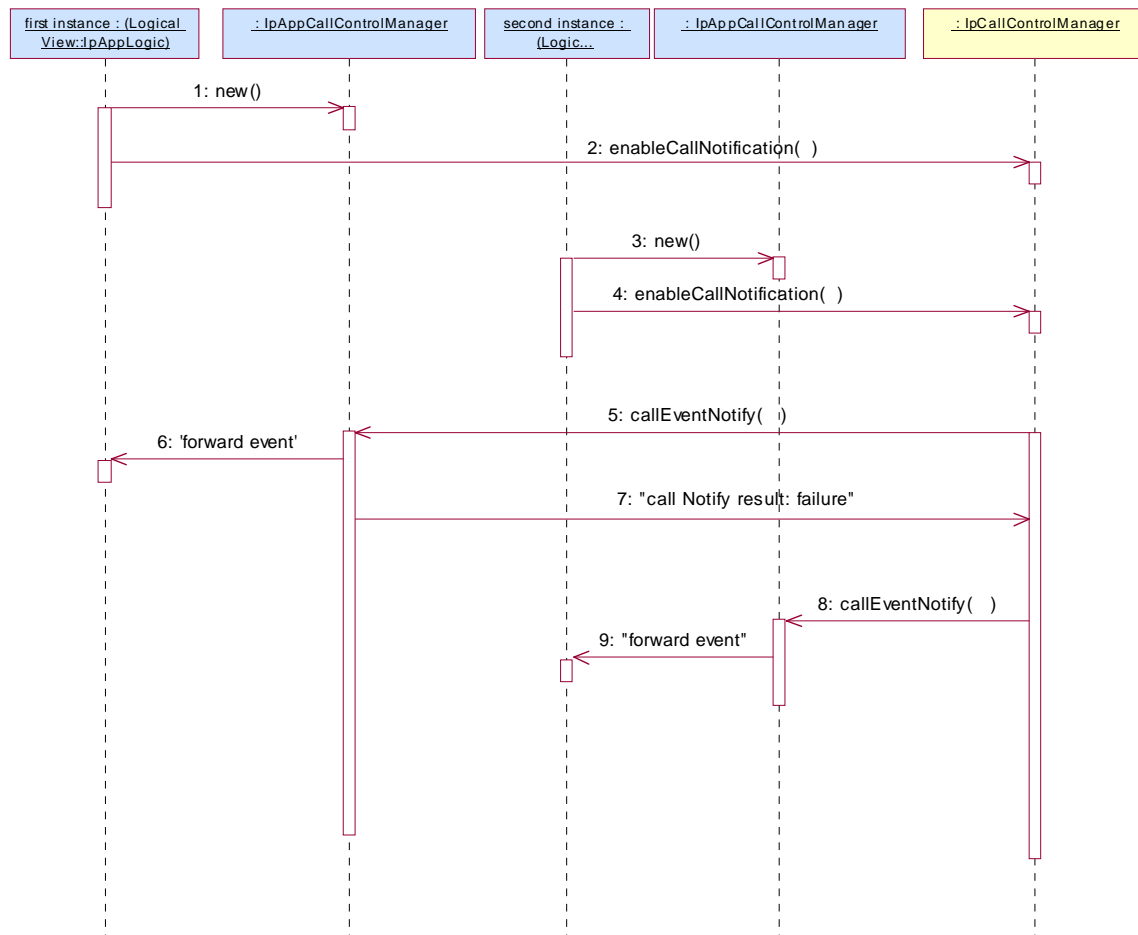 first instance : (Logical
View::IpAppLogic)
: IpAppCallControlManager
second instance :
(Logic...
: IpAppCallControlManager
: IpCallControlManager
1: new()
2: enableCallNotification( )
3: new()
4: enableCallNotification( )
5: callEventNotify( )
6: 'forward event'
7: "call Notify result: failure"
8: callEventNotify( )
9: "forward event"